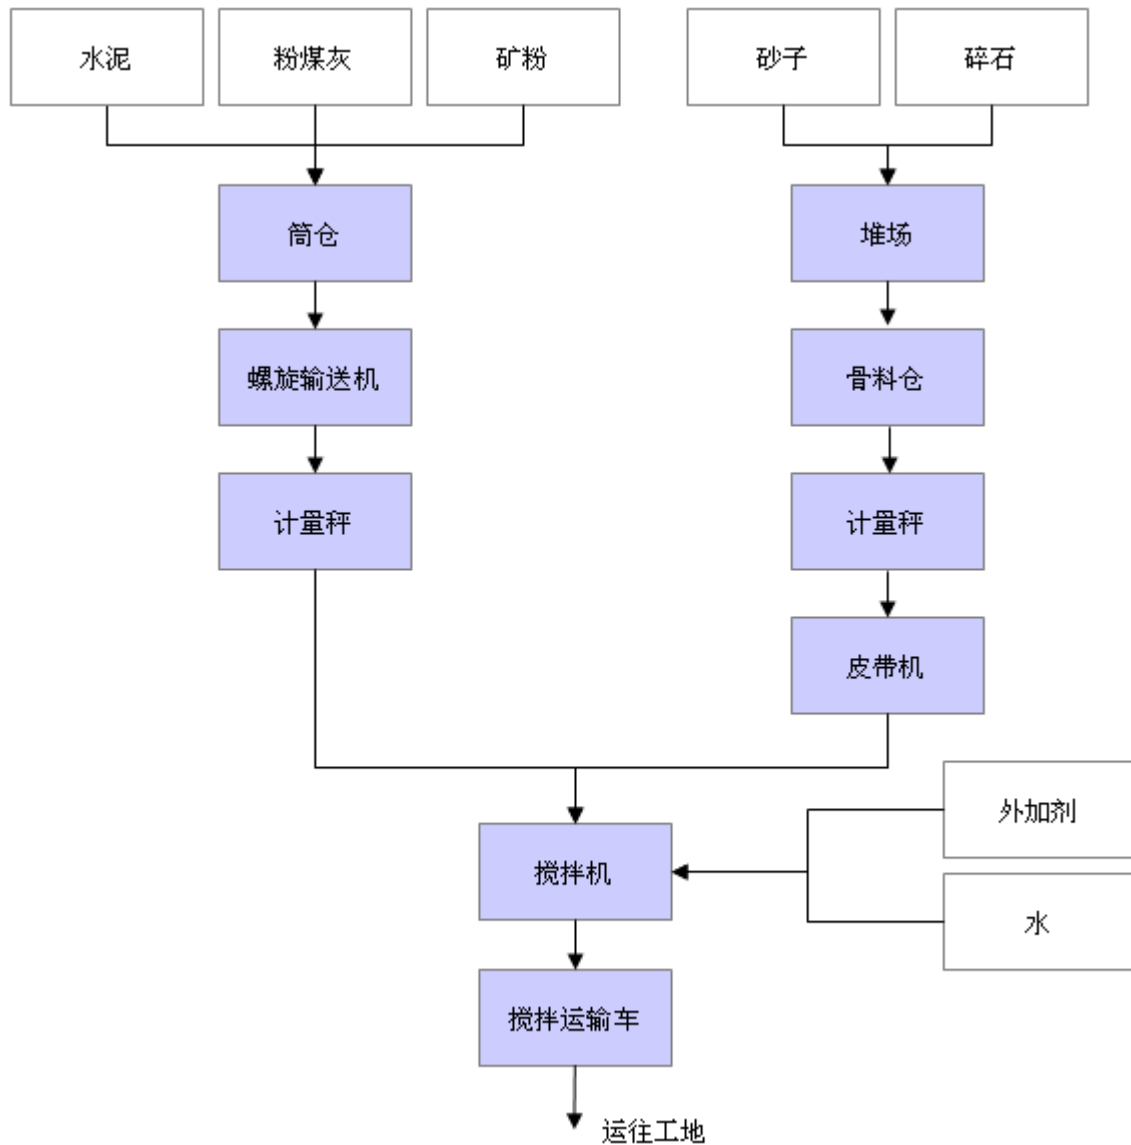 水泥
粉煤灰
矿粉
砂子
碎石
筒仓
堆场
螺旋输送机
骨料仓
计量秤
计量秤
皮带机
外加剂
搅拌机
水
搅拌运输车
运往工地